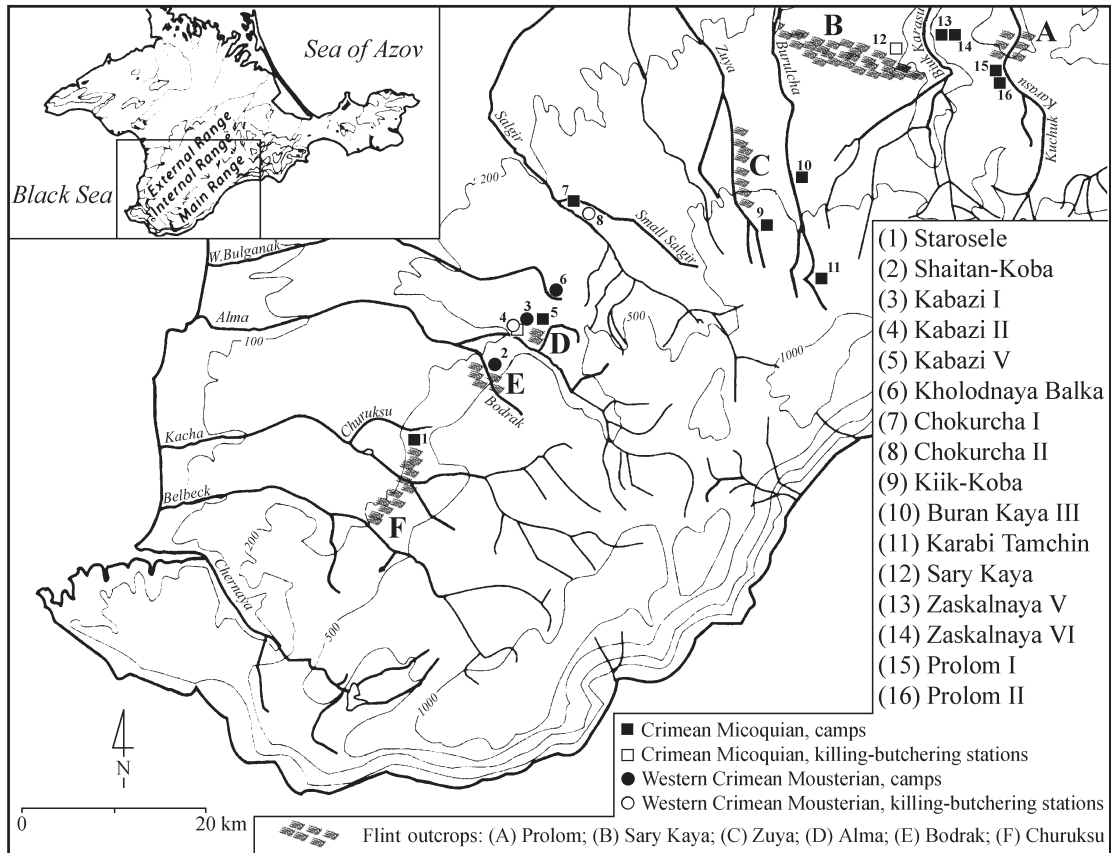 Sea of Azov
Black Sea
External Range
Internal Range
Main Range
B
12
Biuk Karasu
13
14
A
15
16
Karasu
Kuchuk
Zuya
Burulcha
Salgir
200
7
8
Small Salgir
C
10
9
11
W.Bulganak
6
Alma
4
3
5
D
500
1000
100
2
E
Bodrak
Churuksu
Kacha
1
Belbeck
F
200
Chernaya
500
1000
(1) Starosele
(2) Shaitan-Koba
(3) Kabazi I
(4) Kabazi II
(5) Kabazi V
(6) Kholodnaya Balka
(7) Chokurcha I
(8) Chokurcha II
(9) Kiik-Koba
(10) Buran Kaya III
(11) Karabi Tamchin
(12) Sary Kaya
(13) Zaskalnaya V
(14) Zaskalnaya VI
(15) Prolom I
(16) Prolom II
Crimean Micoquian, camps
Crimean Micoquian, killing-butchering stations
Western Crimean Mousterian, camps
Western Crimean Mousterian, killing-butchering stations
N
0 20 km
Flint outcrops: (A) Prolom; (B) Sary Kaya; (C) Zuya; (D) Alma; (E) Bodrak; (F) Churuksu